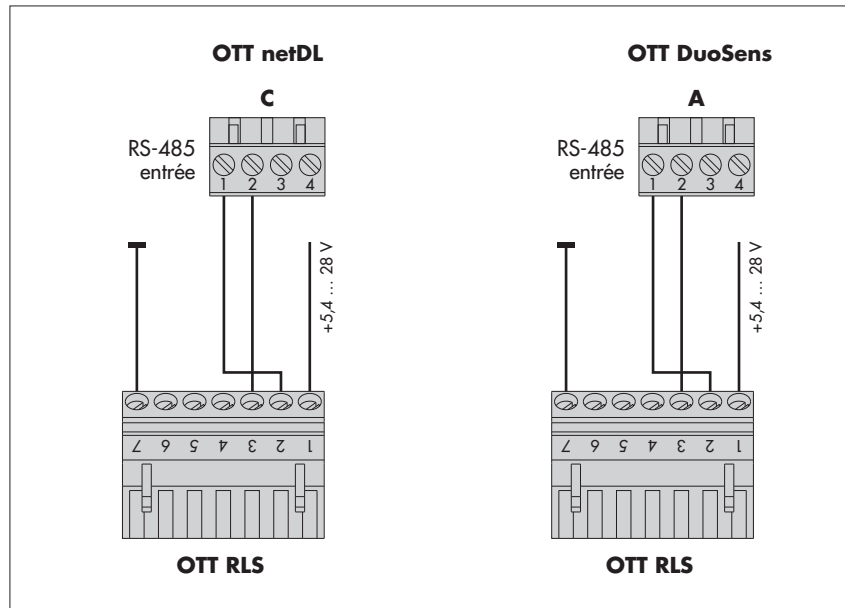 OTT netDL
C
RS-485
entrée
1 2 3 4
+5,4 ... 28 V
7 6 5 4 3 2 1
OTT RLS
OTT DuoSens
A
RS-485
entrée
1 2 3 4
+5,4 ... 28 V
7 6 5 4 3 2 1
OTT RLS